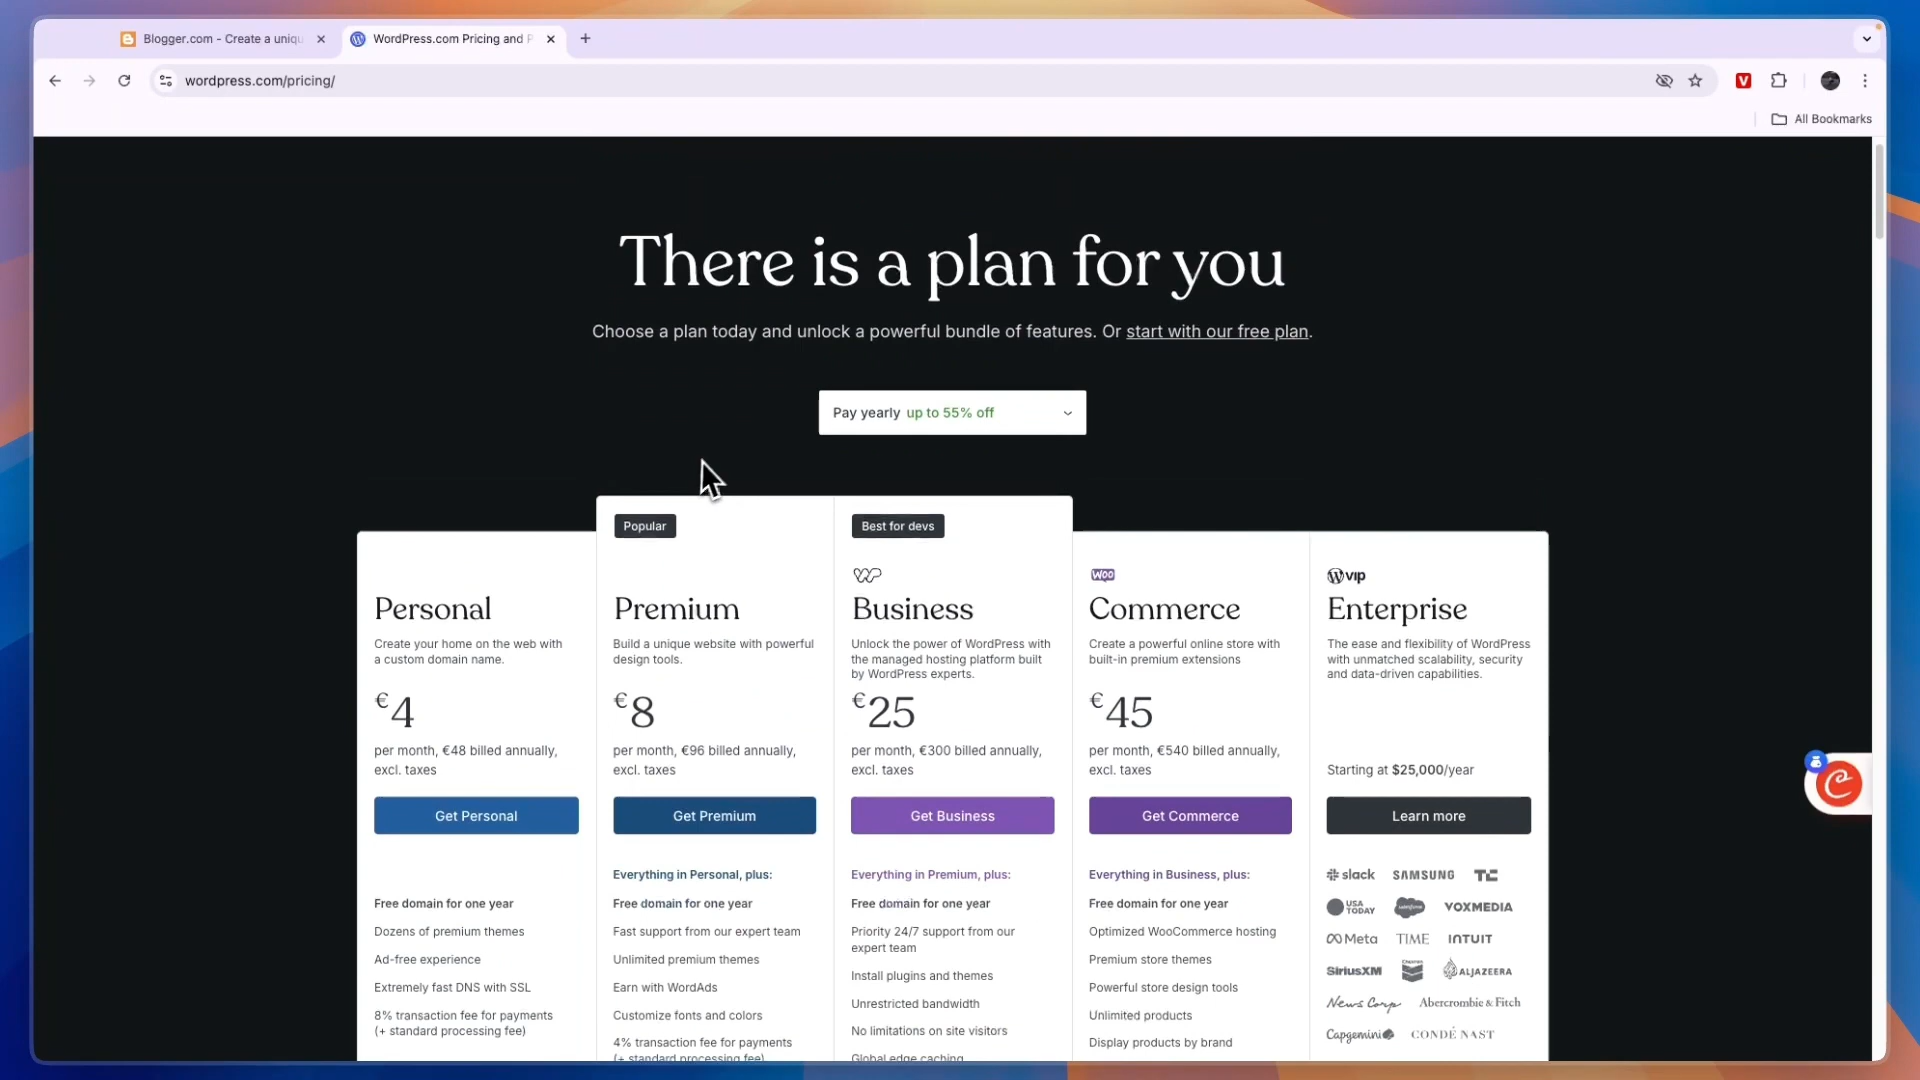 Blogger.com - Create a uniqu
WordPress.com Pricing and P
wordpress.com/pricing/
All Bookmarks
There is a plan for you
Choose a plan today and unlock a powerful bundle of features. Or start with our free plan.
Pay yearly up to 55% off
Popular
Best for devs
Personal
Create your home on the web with
a custom domain name.
€4
per month, €48 billed annually,
excl. taxes
Get Personal
Free domain for one year
Dozens of premium themes
Ad-free experience
Extremely fast DNS with SSL
8% transaction fee for payments
(+ standard processing fee)
Premium
Build a unique website with powerful
design tools.
€8
per month, €96 billed annually,
excl. taxes
Get Premium
Everything in Personal, plus:
Free domain for one year
Fast support from our expert team
Unlimited premium themes
Earn with WordAds
Customize fonts and colors
4% transaction fee for payments
(+ standard processing fee)
Business
Unlock the power of WordPress with
the managed hosting platform built
by WordPress experts.
€25
per month, €300 billed annually,
excl. taxes
Get Business
Everything in Premium, plus:
Free domain for one year
Priority 24/7 support from our
expert team
Install plugins and themes
Unrestricted bandwidth
No limitations on site visitors
Global edge caching
Woo
Commerce
Create a powerful online store with
built-in premium extensions
€45
per month, €540 billed annually,
excl. taxes
Get Commerce
Everything in Business, plus:
Free domain for one year
Optimized WooCommerce hosting
Premium store themes
Powerful store design tools
Unlimited products
Display products by brand
vip
Enterprise
The ease and flexibility of WordPress
with unmatched scalability, security
and data-driven capabilities.
Starting at $25,000/year
Learn more
slack SAMSUNG TC
USA TODAY salesforce VOXMEDIA
Meta TIME INTUIT
SiriusXM ALJAZEERA
News Corp Abercrombie & Fitch
Capgemini CONDÉ NAST